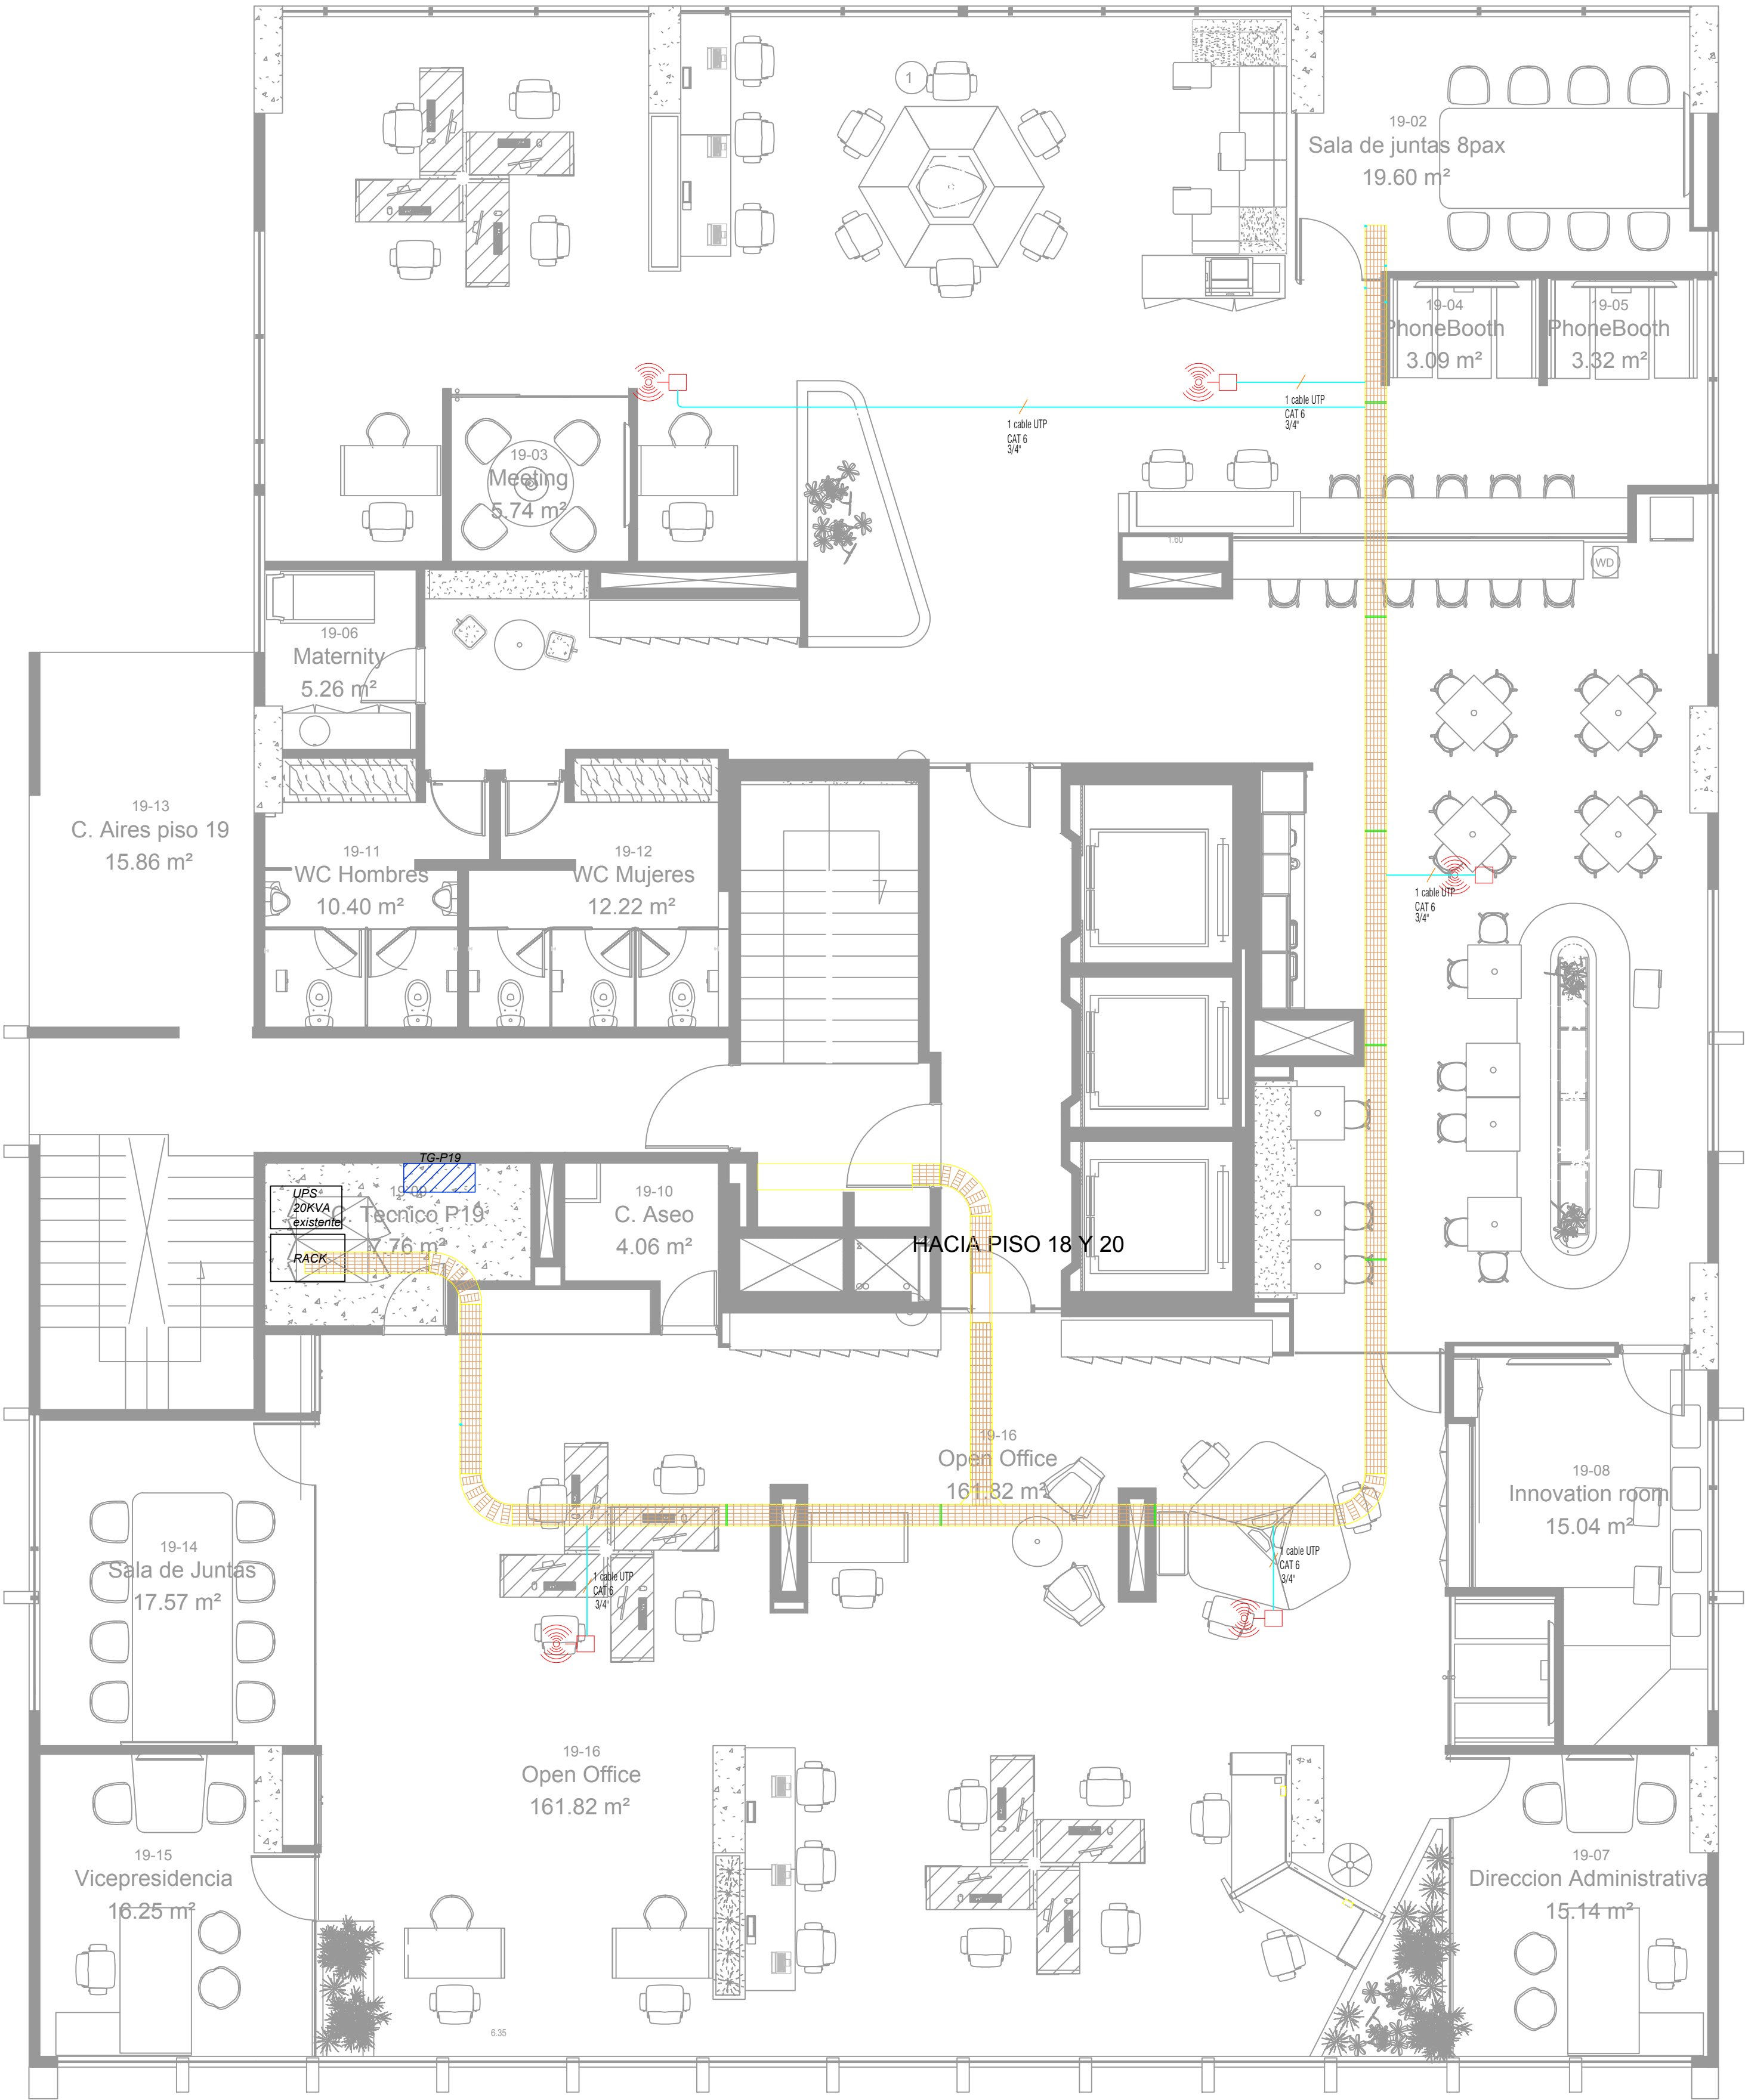 1
19-02
Sala de juntas 8pax
19.60 m²
19-04
PhoneBooth
3.09 m²
19-05
PhoneBooth
3.32 m²
1 cable UTP
CAT 6
3/4"
1 cable UTP
CAT 6
3/4"
19-03
Meeting
5.74 m²
1.60
WD
19-06
Maternity
5.26 m²
19-13
C. Aires piso 19
15.86 m²
19-11
WC Hombres
10.40 m²
19-12
WC Mujeres
12.22 m²
1 cable UTP
CAT 6
3/4"
TG-P19
UPS
20KVA
existente
19-09
C. Tecnico P19
7.76 m²
RACK
19-10
C. Aseo
4.06 m²
HACIA PISO 18 Y 20
19-16
Open Office
161.82 m²
19-08
Innovation room
15.04 m²
19-14
Sala de Juntas
17.57 m²
1 cable UTP
CAT 6
3/4"
1 cable UTP
CAT 6
3/4"
19-16
Open Office
161.82 m²
19-15
Vicepresidencia
16.25 m²
19-07
Direccion Administrativa
15.14 m²
6.35